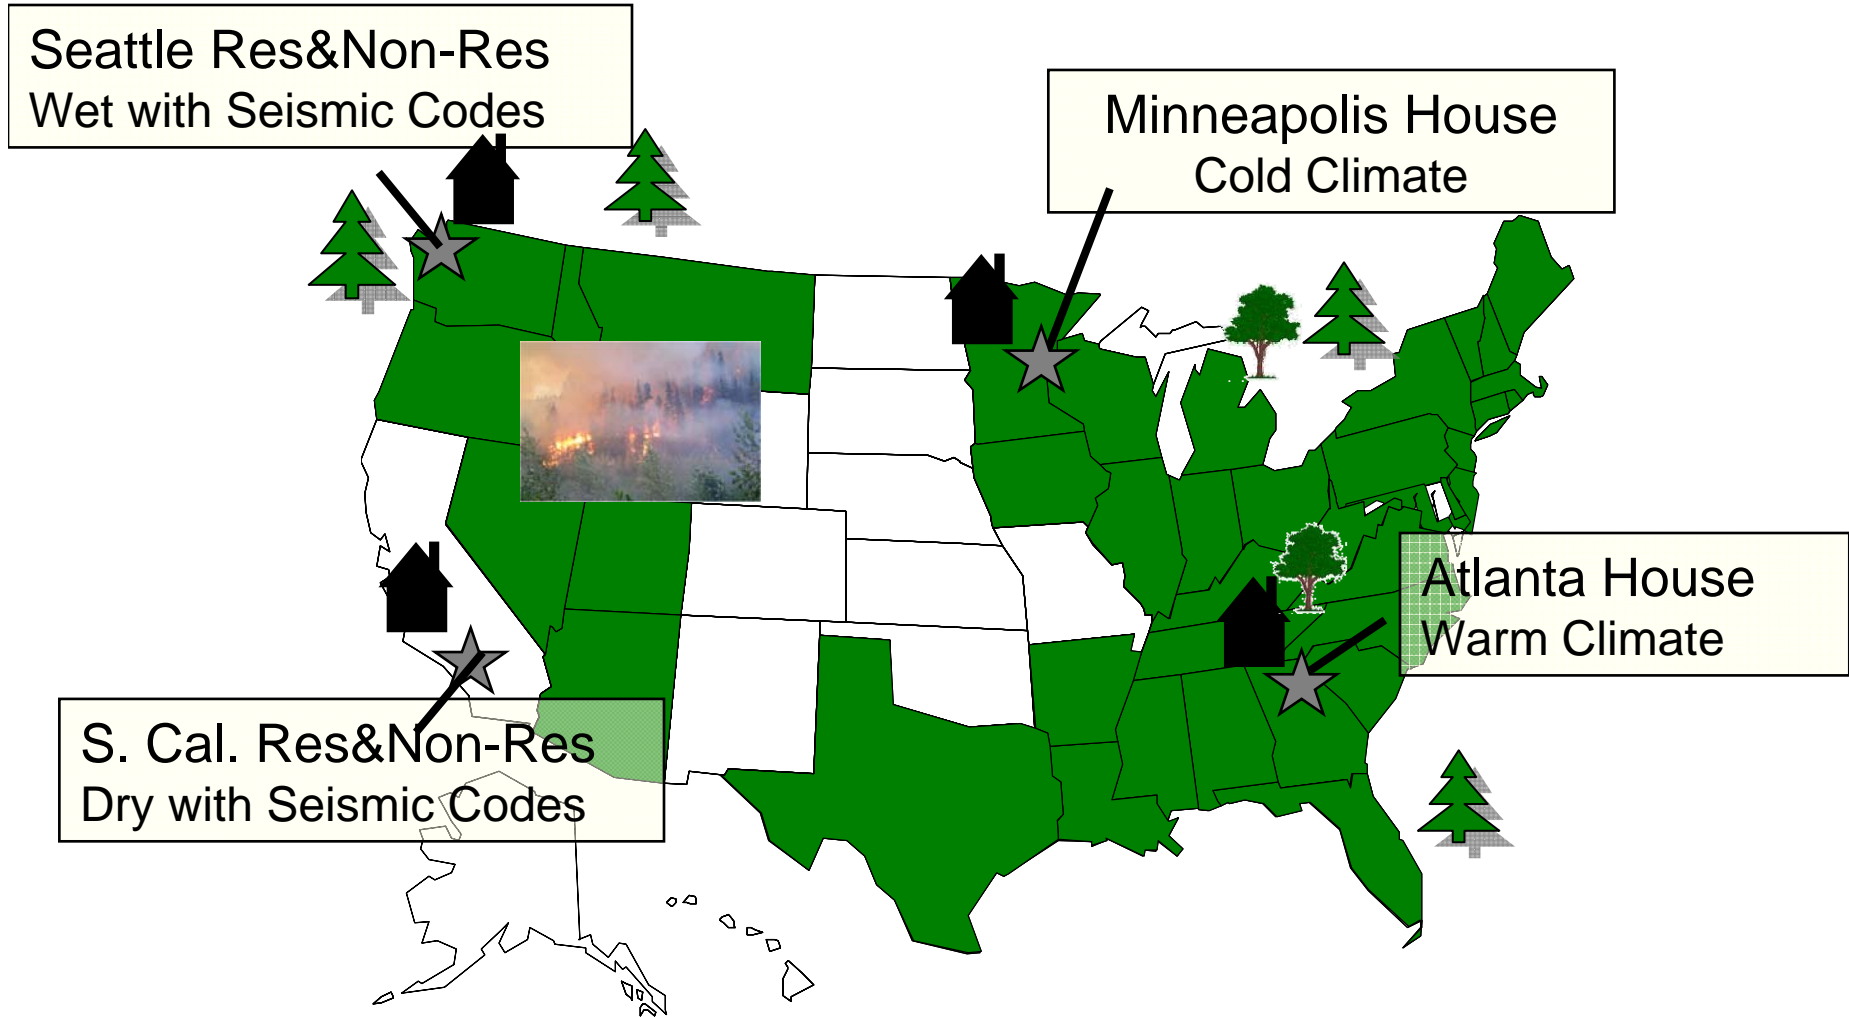 Seattle Res&Non-Res
Wet with Seismic Codes
Minneapolis House
Cold Climate
Atlanta House
Warm Climate
S. Cal. Res&Non-Res
Dry with Seismic Codes